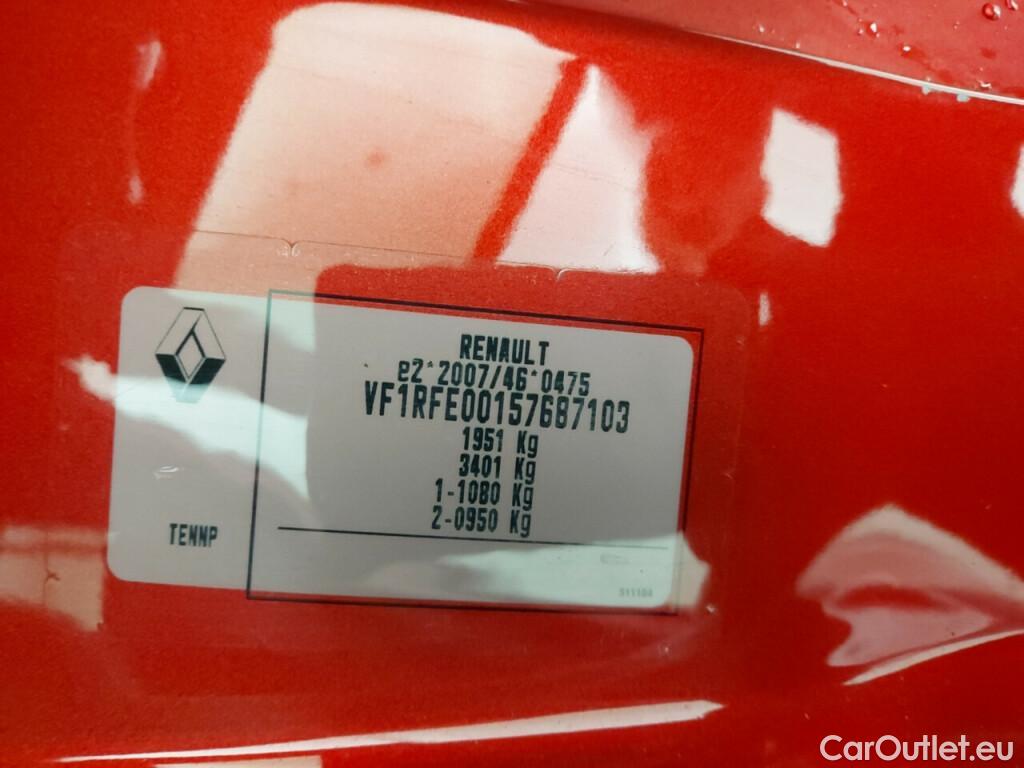 RENAULT
e2*2007/46*0475
VF1RFE00157687103
1951 Kg
3401 Kg
1-1080 Kg
2-0950 Kg
TENNP
511104
CarOutlet.eu